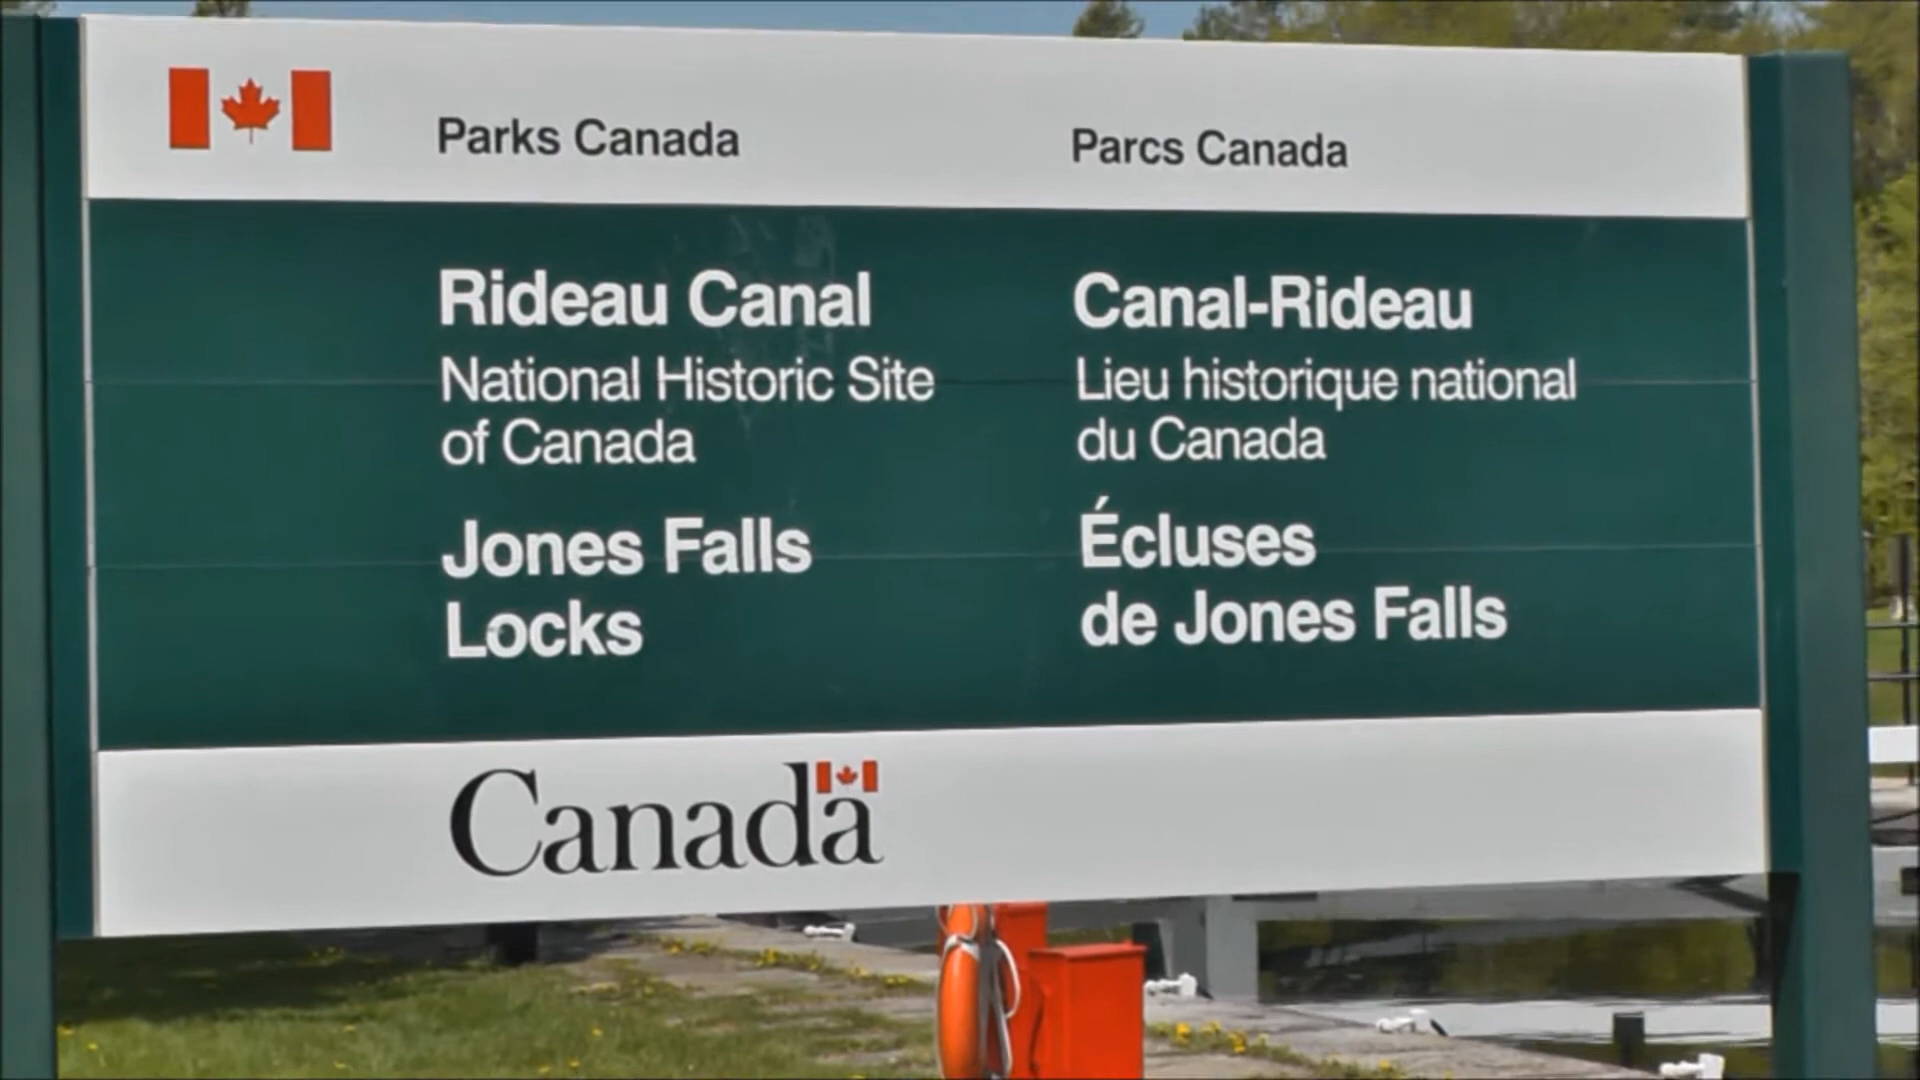 Parks Canada
Parcs Canada
Rideau Canal
National Historic Site
of Canada
Jones Falls
Locks
Canal-Rideau
Lieu historique national
du Canada
Écluses
de Jones Falls
Canada